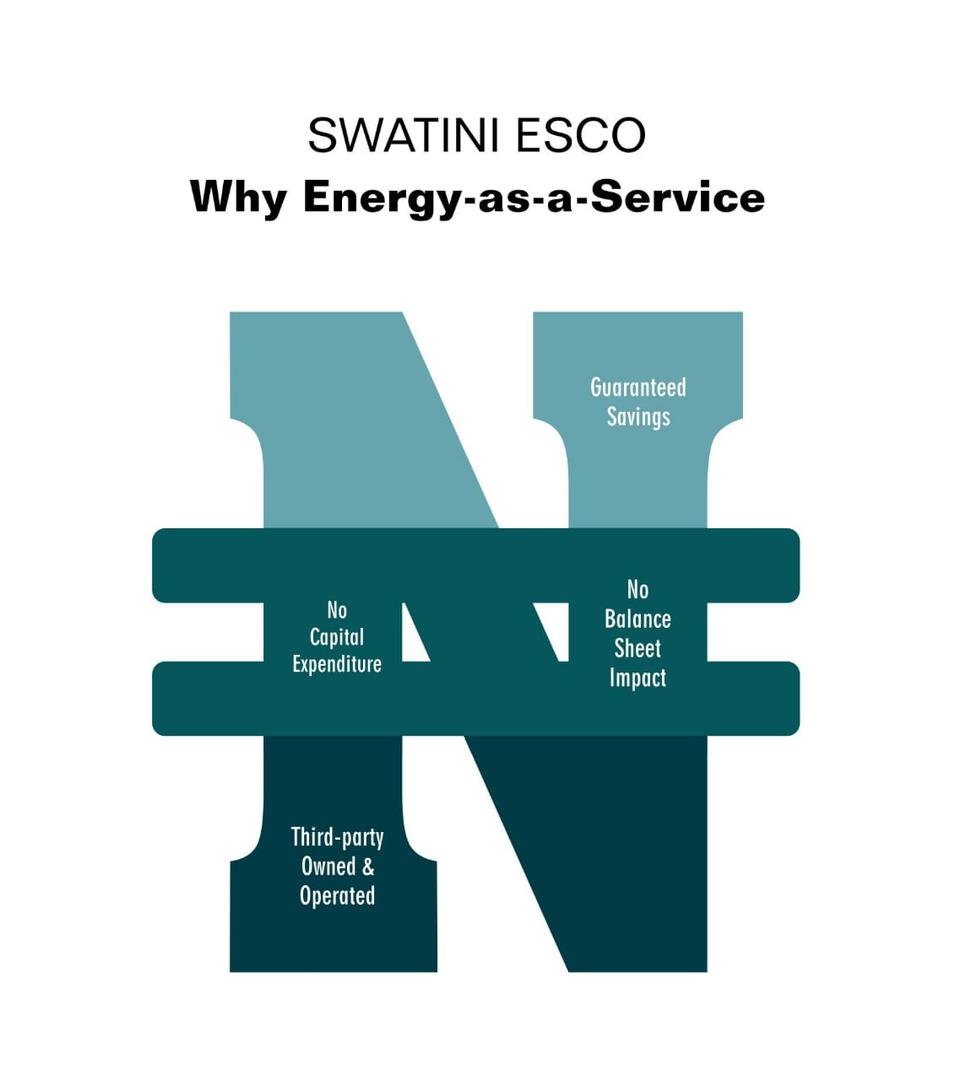 SWATINI ESCO
Why Energy-as-a-Service
Guaranteed
Savings
No
Capital
Expenditure
No
Balance
Sheet
Impact
Third-party
Owned &
Operated